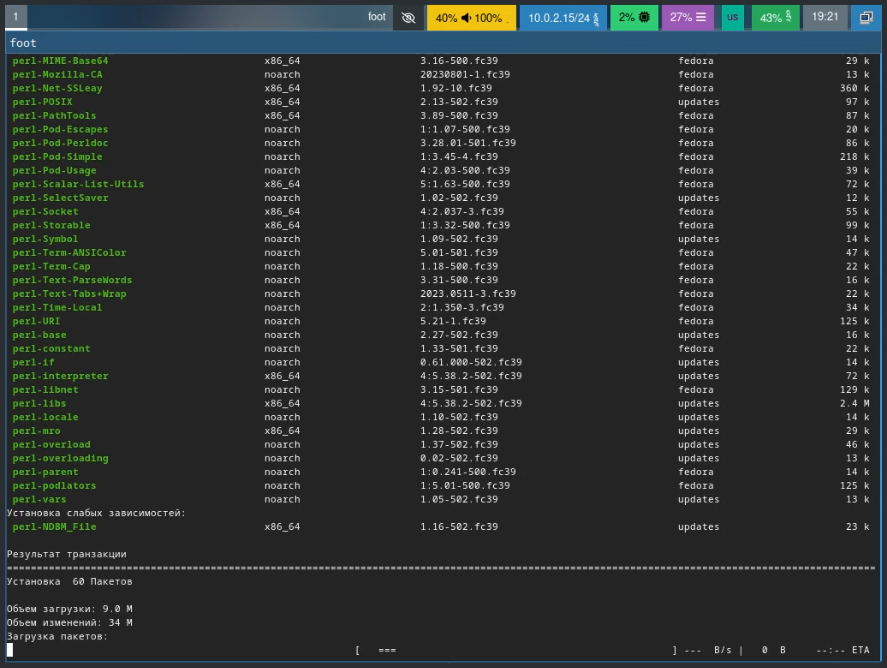 1 foot 40% 100% 10.0.2.15/24 2% 27% us 43% 19:21
foot
perl-MIME-Base64 x86_64 3.16-500.fc39 fedora 29 k
perl-Mozilla-CA noarch 20230801-1.fc39 fedora 13 k
perl-Net-SSLeay x86_64 1.92-10.fc39 fedora 360 k
perl-POSIX x86_64 2.13-502.fc39 updates 97 k
perl-PathTools x86_64 3.89-500.fc39 fedora 87 k
perl-Pod-Escapes noarch 1:1.07-500.fc39 fedora 20 k
perl-Pod-Perldoc noarch 3.28.01-501.fc39 fedora 86 k
perl-Pod-Simple noarch 1:3.45-4.fc39 fedora 218 k
perl-Pod-Usage noarch 4:2.03-500.fc39 fedora 39 k
perl-Scalar-List-Utils x86_64 5:1.63-500.fc39 fedora 72 k
perl-SelectSaver noarch 1.02-502.fc39 updates 12 k
perl-Socket x86_64 4:2.037-3.fc39 fedora 55 k
perl-Storable x86_64 1:3.32-500.fc39 fedora 99 k
perl-Symbol noarch 1.09-502.fc39 updates 14 k
perl-Term-ANSIColor noarch 5.01-501.fc39 fedora 47 k
perl-Term-Cap noarch 1.18-500.fc39 fedora 22 k
perl-Text-ParseWords noarch 3.31-500.fc39 fedora 16 k
perl-Text-Tabs+Wrap noarch 2023.0511-3.fc39 fedora 22 k
perl-Time-Local noarch 2:1.350-3.fc39 fedora 34 k
perl-URI noarch 5.21-1.fc39 fedora 125 k
perl-base noarch 2.27-502.fc39 updates 16 k
perl-constant noarch 1.33-501.fc39 fedora 22 k
perl-if noarch 0.61.000-502.fc39 updates 14 k
perl-interpreter x86_64 4:5.38.2-502.fc39 updates 72 k
perl-libnet noarch 3.15-501.fc39 fedora 129 k
perl-libs x86_64 4:5.38.2-502.fc39 updates 2.4 M
perl-locale noarch 1.10-502.fc39 updates 14 k
perl-mro x86_64 1.28-502.fc39 updates 29 k
perl-overload noarch 1.37-502.fc39 updates 46 k
perl-overloading noarch 0.02-502.fc39 updates 13 k
perl-parent noarch 1:0.241-500.fc39 fedora 14 k
perl-podlators noarch 1:5.01-500.fc39 fedora 125 k
perl-vars noarch 1.05-502.fc39 updates 13 k
Установка слабых зависимостей:
perl-NDBM_File x86_64 1.16-502.fc39 updates 23 k
Результат транзакции
================================================================================
Установка 60 Пакетов
Объем загрузки: 9.0 M
Объем изменений: 34 M
Загрузка пакетов:
[ === ] --- B/s | 0 B --:-- ETA